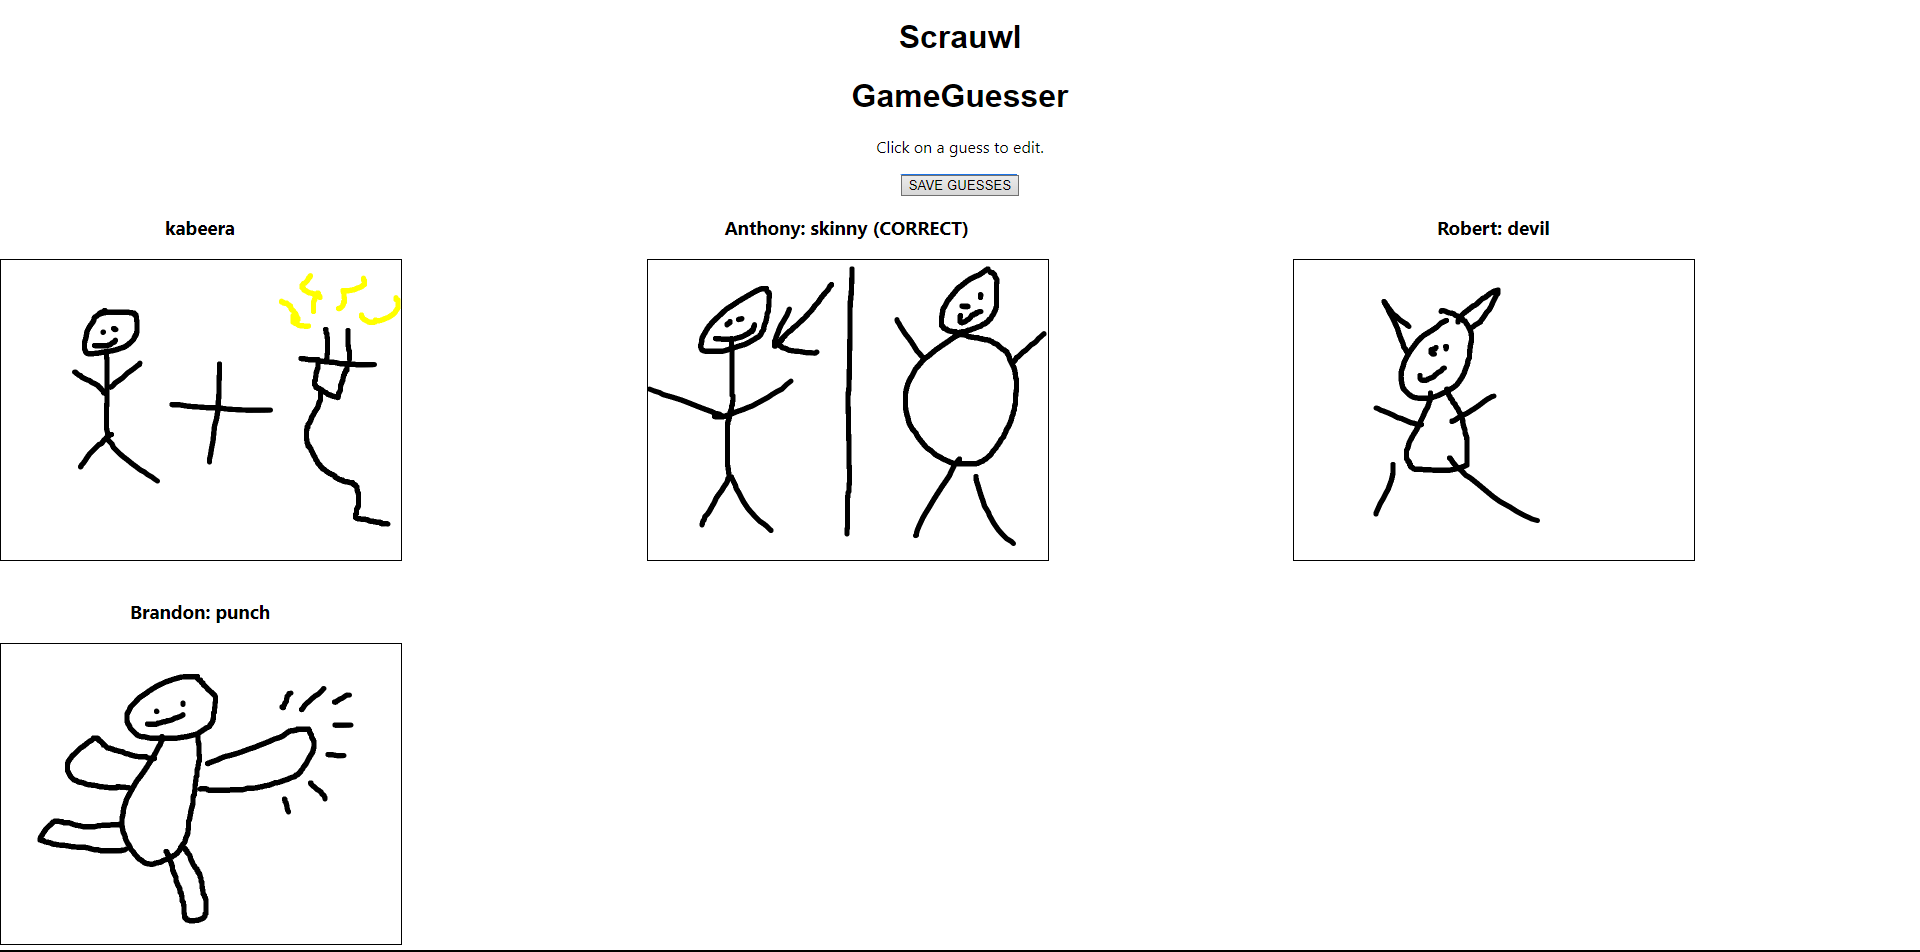 Scrauwl
GameGuesser
Click on a guess to edit.
SAVE GUESSES
kabeera
Anthony: skinny (CORRECT)
Robert: devil
Brandon: punch